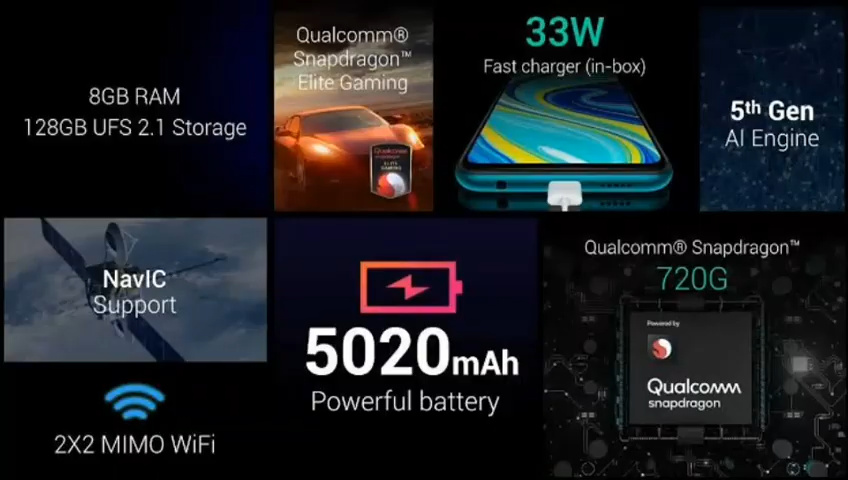 8GB RAM
128GB UFS 2.1 Storage
Qualcomm®
Snapdragon™
Elite Gaming
33W
Fast charger (in-box)
5th Gen
AI Engine
NavIC
Support
2X2 MIMO WiFi
5020mAh
Powerful battery
Qualcomm® Snapdragon™
720G
Powered by
Qualcomm
snapdragon